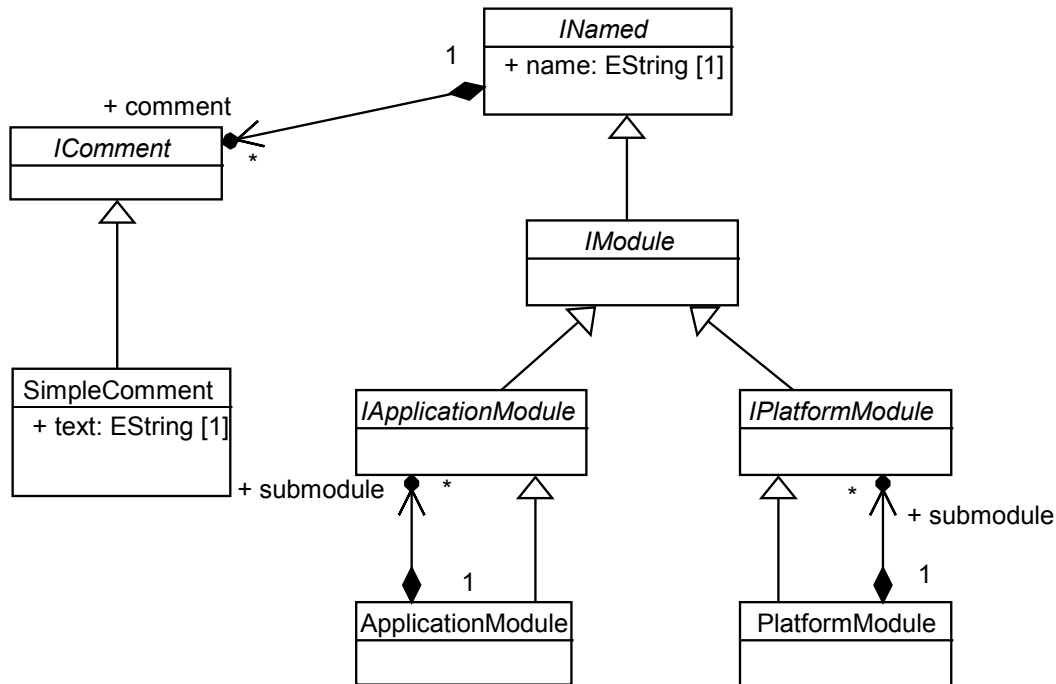 INamed
1
+ name: EString [1]
+ comment
IComment
*
IModule
SimpleComment
+ text: EString [1]
IApplicationModule
IPlatformModule
+ submodule
*
*
+ submodule
1
1
ApplicationModule
PlatformModule